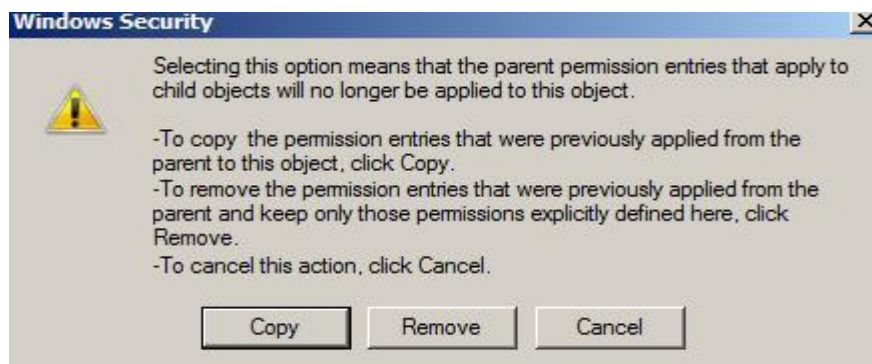 Windows Security
Selecting this option means that the parent permission entries that apply to
child objects will no longer be applied to this object.
-To copy  the permission entries that were previously applied from the
parent to this object, click Copy.
-To remove the permission entries that were previously applied from the
parent and keep only those permissions explicitly defined here, click
Remove.
-To cancel this action, click Cancel.
Copy Remove Cancel